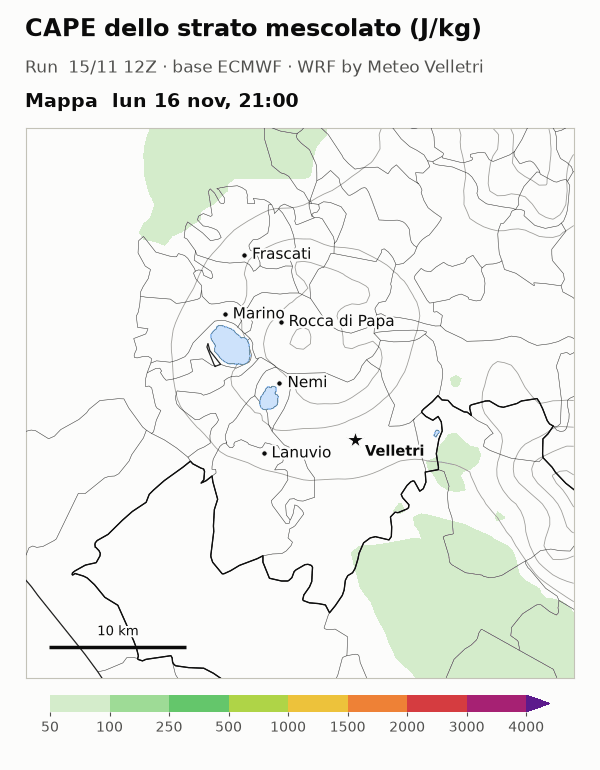 CAPE dello strato mescolato (J/kg)
Run  15/11 12Z · base ECMWF · WRF by Meteo Velletri
Mappa  lun 16 nov, 21:00
Frascati
Marino
Rocca di Papa
Nemi
Velletri
Lanuvio
10 km
50 100 250 500 1000 1500 2000 3000 4000